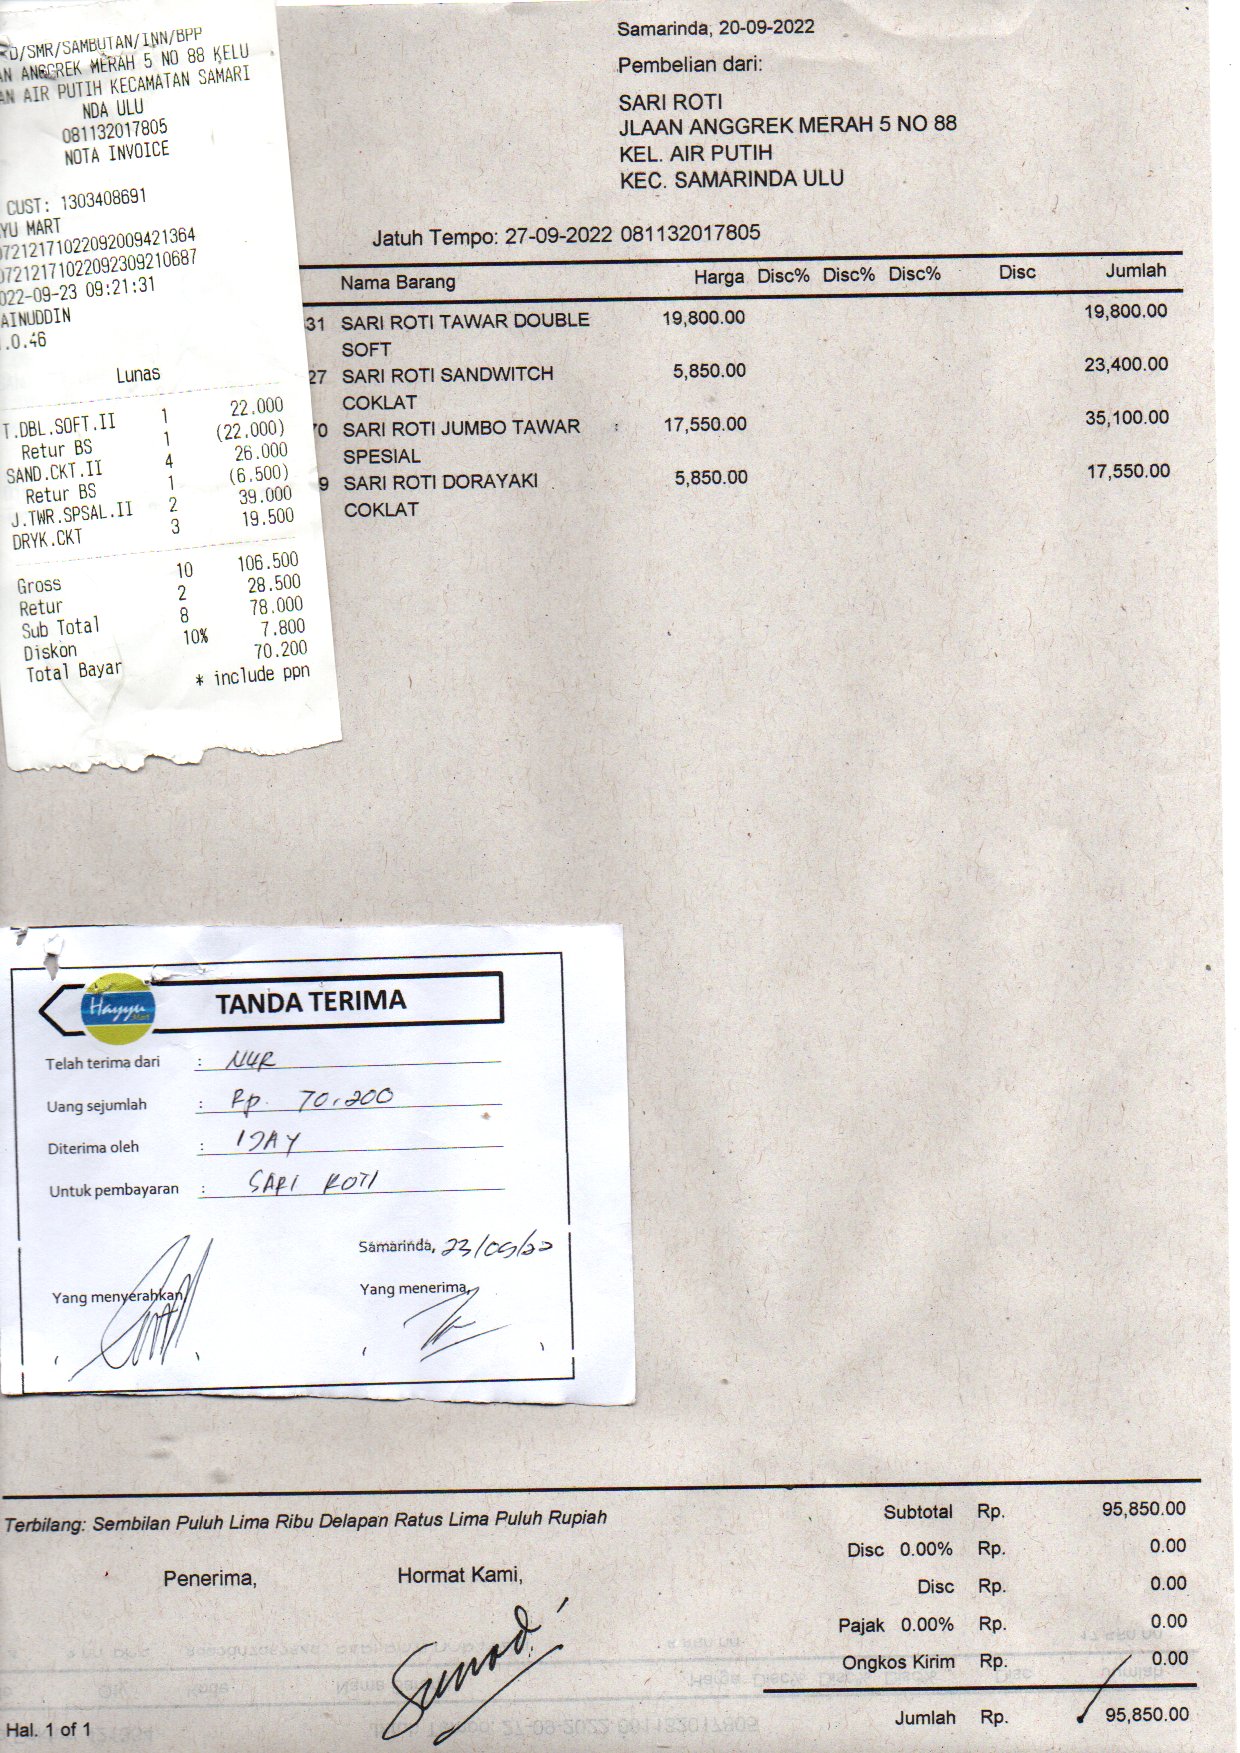 RD/SMR/SAMBUTAN/INN/BPP
AN ANGGREK MERAH 5 NO 88 KELU
AN AIR PUTIH KECAMATAN SAMARI
NDA ULU
081132017805
NOTA INVOICE
CUST: 1303408691
YU MART
07212171022092009421364
07212171022092309210687
022-09-23 09:21:31
AINUDDIN
.0.46
Lunas
T.DBL.SOFT.II 1 22.000
Retur BS 1 (22.000)
SAND.CKT.II 4 26.000
Retur BS 1 (6.500)
J.TWR.SPSAL.II 2 39.000
DRYK.CKT 3 19.500
Gross 10 106.500
Retur 2 28.500
Sub Total 8 78.000
Diskon 10% 7.800
Total Bayar 70.200
* include ppn
Samarinda, 20-09-2022
Pembelian dari:
SARI ROTI
JLAAN ANGGREK MERAH 5 NO 88
KEL. AIR PUTIH
KEC. SAMARINDA ULU
Jatuh Tempo: 27-09-2022 081132017805
Nama Barang Harga Disc% Disc% Disc% Disc Jumlah
31 SARI ROTI TAWAR DOUBLE 19,800.00 19,800.00
SOFT
27 SARI ROTI SANDWITCH 5,850.00 23,400.00
COKLAT
70 SARI ROTI JUMBO TAWAR 17,550.00 35,100.00
SPESIAL
9 SARI ROTI DORAYAKI 5,850.00 17,550.00
COKLAT
Hayyu
Mart
TANDA TERIMA
Telah terima dari : NUR
Uang sejumlah : Rp. 70.200
Diterima oleh : IDAY
Untuk pembayaran : SARI ROTI
Samarinda, 23/09/22
Yang menyerahkan, Yang menerima,
Terbilang: Sembilan Puluh Lima Ribu Delapan Ratus Lima Puluh Rupiah
Penerima, Hormat Kami,
Subtotal Rp. 95,850.00
Disc 0.00% Rp. 0.00
Disc Rp. 0.00
Pajak 0.00% Rp. 0.00
Ongkos Kirim Rp. 0.00
Jumlah Rp. 95,850.00
Hal. 1 of 1